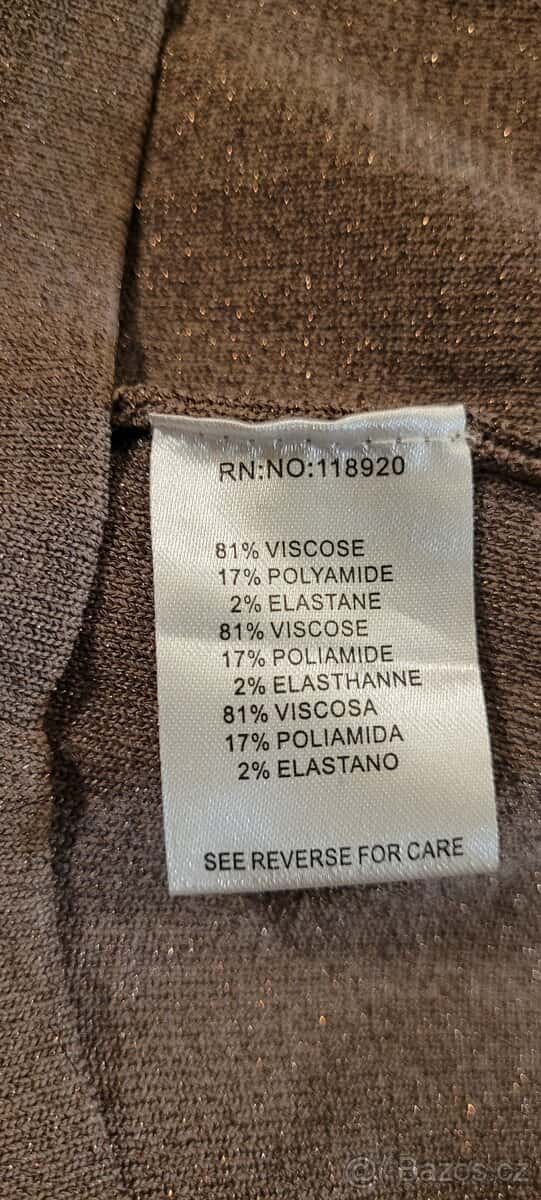 RN:NO:118920
81% VISCOSE
17% POLYAMIDE
2% ELASTANE
81% VISCOSE
17% POLIAMIDE
2% ELASTHANNE
81% VISCOSA
17% POLIAMIDA
2% ELASTANO
SEE REVERSE FOR CARE
Bazos.cz